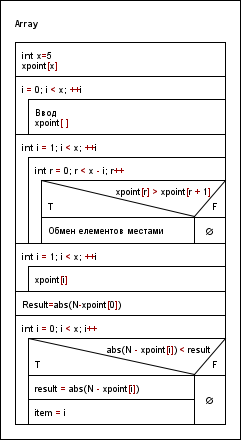 Array
int x=5
xpoint[x]
i = 0; i < x; ++i
Ввод
xpoint[ ]
int i = 1; i < x; ++i
int r = 0; r < x - i; r++
xpoint[r] > xpoint[r + 1]
T
F
Обмен елементов местами
∅
int i = 1; i < x; ++i
xpoint[i]
Result=abs(N-xpoint[0])
int i = 0; i < x; i++
abs(N - xpoint[i]) < result
T
F
result = abs(N - xpoint[i])
∅
item = i